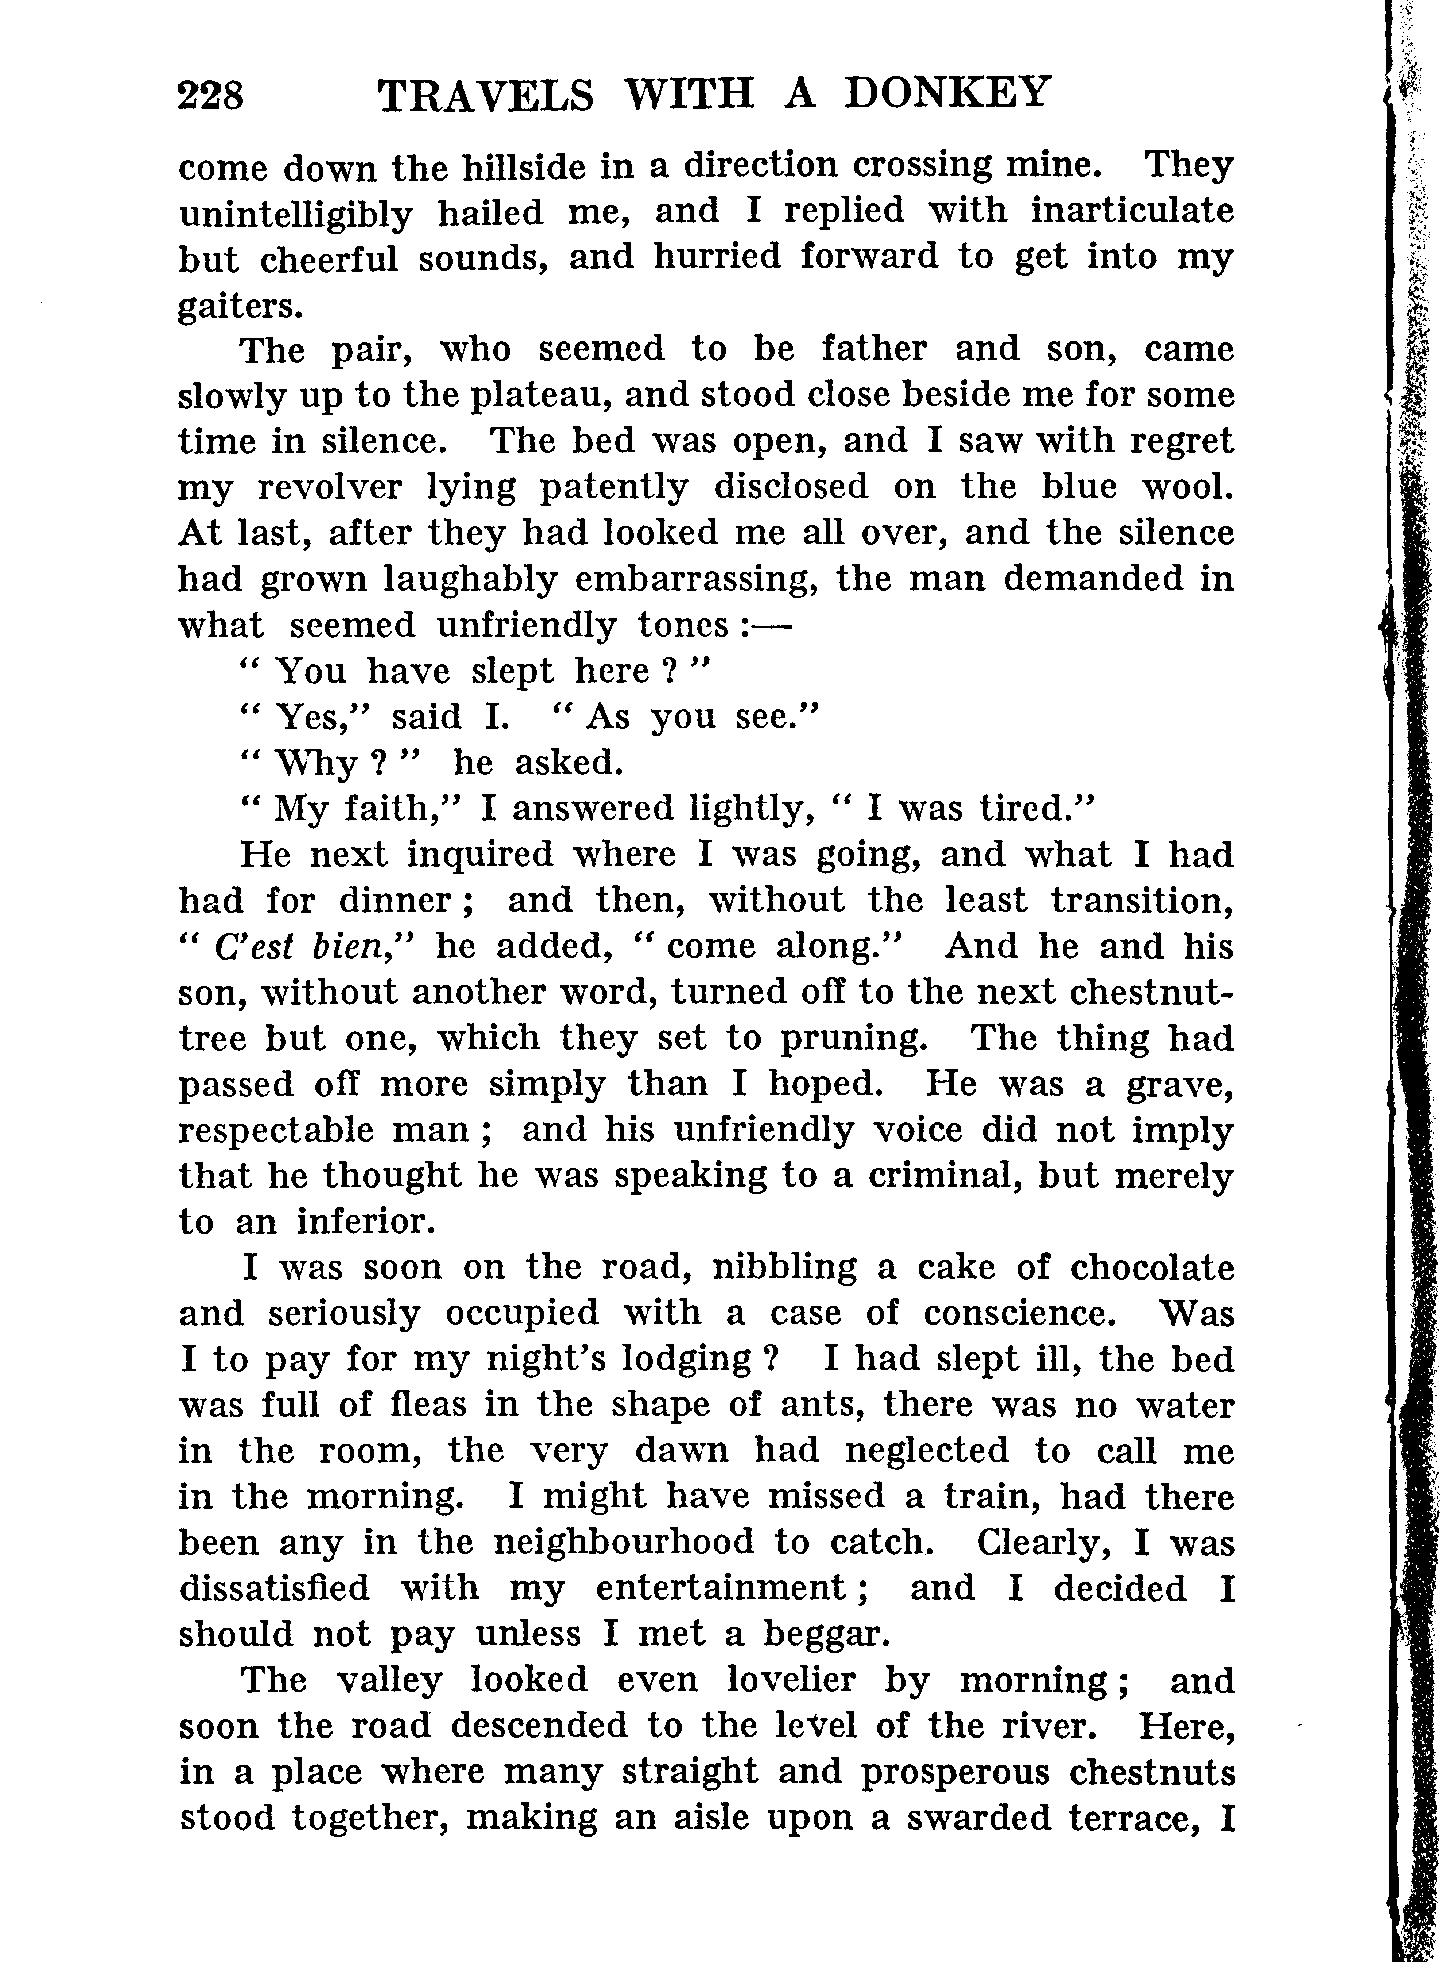 228 TRAVELS WITH A DONKEY
come down the hillside in a direction crossing mine. They
unintelligibly hailed me, and I replied with inarticulate
but cheerful sounds, and hurried forward to get into my
gaiters.
The pair, who seemed to be father and son, came
slowly up to the plateau, and stood close beside me for some
time in silence. The bed was open, and I saw with regret
my revolver lying patently disclosed on the blue wool.
At last, after they had looked me all over, and the silence
had grown laughably embarrassing, the man demanded in
what seemed unfriendly tones :—
“ You have slept here ? ”
“ Yes,” said I. “ As you see.”
“ Why ? ” he asked.
“ My faith,” I answered lightly, “ I was tired.”
He next inquired where I was going, and what I had
had for dinner ; and then, without the least transition,
“ C’est bien,” he added, “ come along.” And he and his
son, without another word, turned off to the next chestnut-
tree but one, which they set to pruning. The thing had
passed off more simply than I hoped. He was a grave,
respectable man ; and his unfriendly voice did not imply
that he thought he was speaking to a criminal, but merely
to an inferior.
I was soon on the road, nibbling a cake of chocolate
and seriously occupied with a case of conscience. Was
I to pay for my night’s lodging ? I had slept ill, the bed
was full of fleas in the shape of ants, there was no water
in the room, the very dawn had neglected to call me
in the morning. I might have missed a train, had there
been any in the neighbourhood to catch. Clearly, I was
dissatisfied with my entertainment ; and I decided I
should not pay unless I met a beggar.
The valley looked even lovelier by morning ; and
soon the road descended to the level of the river. Here,
in a place where many straight and prosperous chestnuts
stood together, making an aisle upon a swarded terrace, I